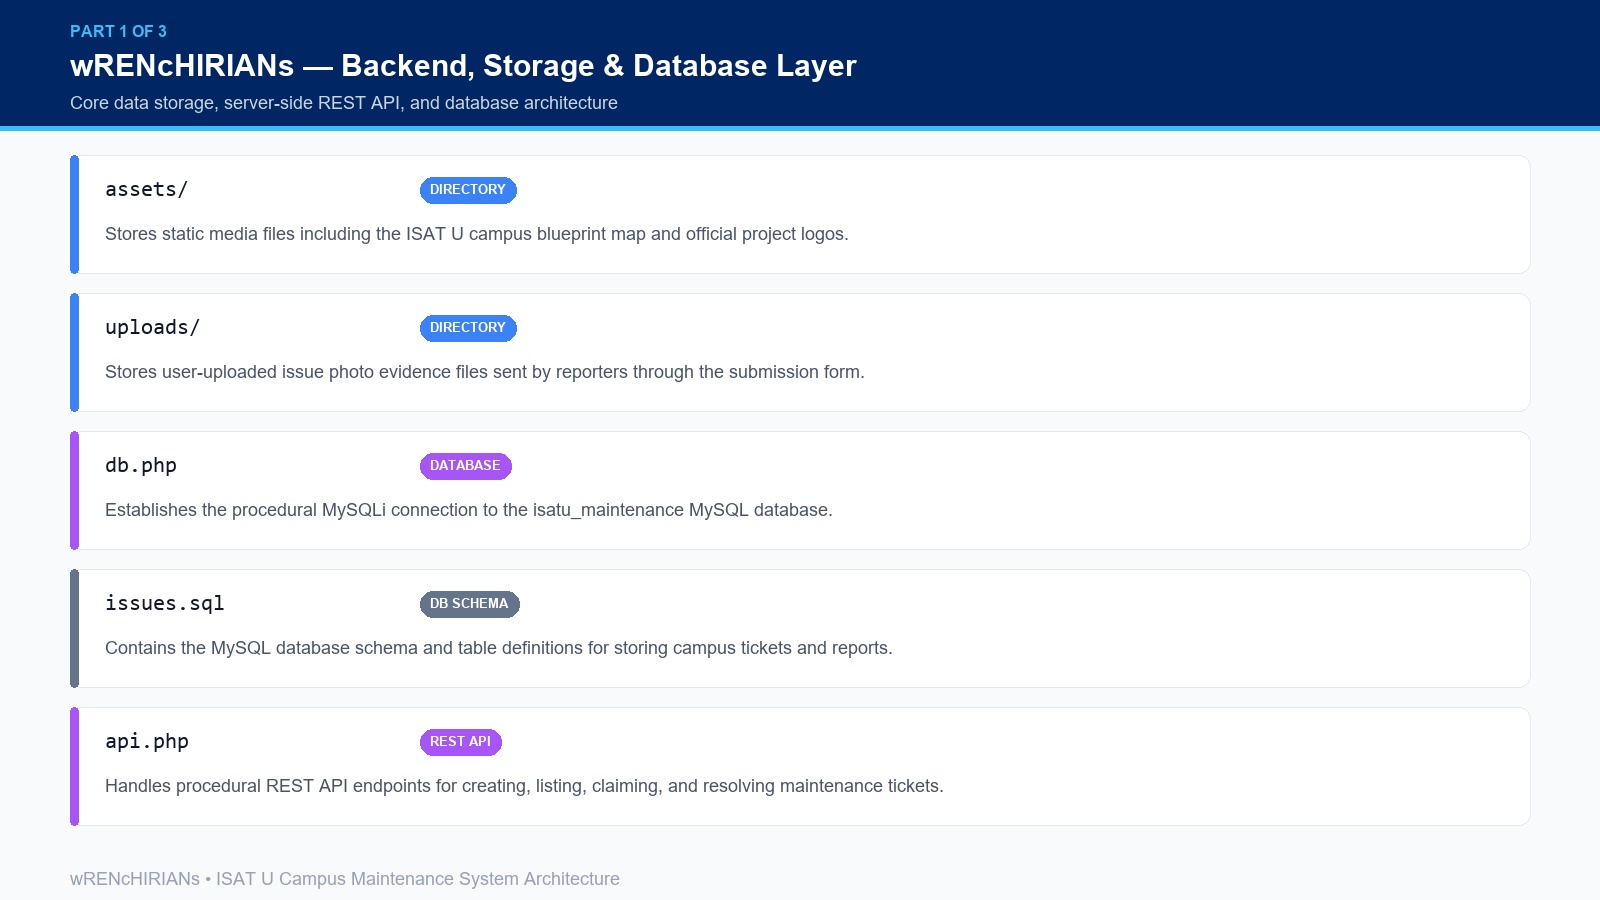 PART 1 OF 3
wRENcHIRIANs — Backend, Storage & Database Layer
Core data storage, server-side REST API, and database architecture
assets/ DIRECTORY
Stores static media files including the ISAT U campus blueprint map and official project logos.
uploads/ DIRECTORY
Stores user-uploaded issue photo evidence files sent by reporters through the submission form.
db.php DATABASE
Establishes the procedural MySQLi connection to the isatu_maintenance MySQL database.
issues.sql DB SCHEMA
Contains the MySQL database schema and table definitions for storing campus tickets and reports.
api.php REST API
Handles procedural REST API endpoints for creating, listing, claiming, and resolving maintenance tickets.
wRENcHIRIANs • ISAT U Campus Maintenance System Architecture